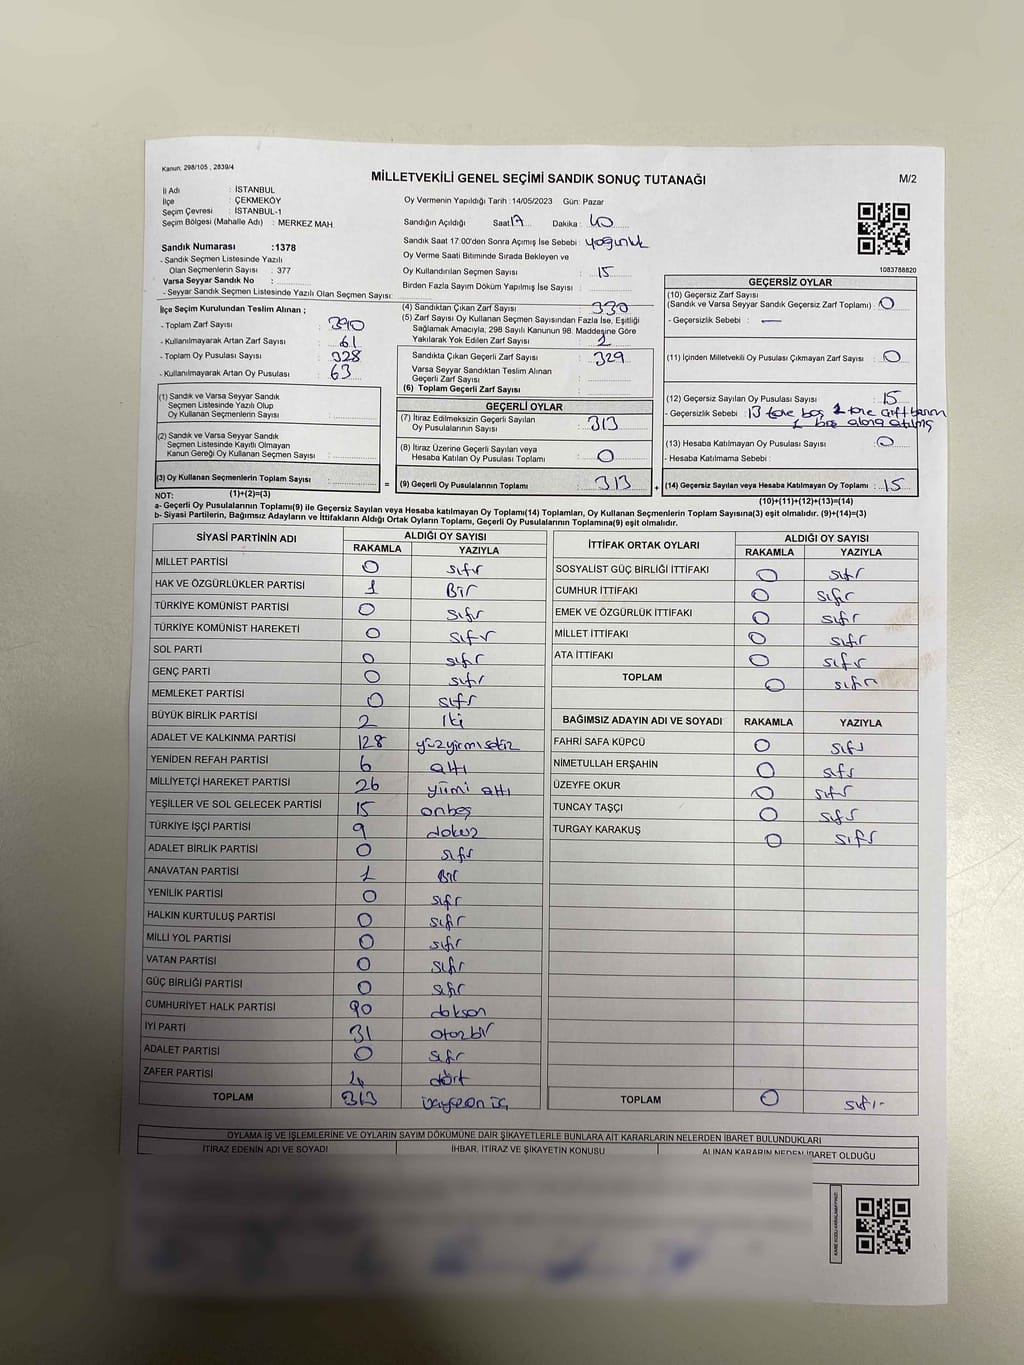 Kanun: 298/105 , 2839/4
MİLLETVEKİLİ GENEL SEÇİMİ SANDIK SONUÇ TUTANAĞI
M/2
İl Adı : İSTANBUL
İlçe : ÇEKMEKÖY
Seçim Çevresi : İSTANBUL-1
Seçim Bölgesi (Mahalle Adı) : MERKEZ MAH.
Oy Vermenin Yapıldığı Tarih :14/05/2023 Gün: Pazar
Sandığın Açıldığı Saat 17 Dakika : 40
Sandık Saat 17:00'den Sonra Açımış İse Sebebi : yoğunluk
Oy Verme Saati Bitiminde Sırada Bekleyen ve
Oy Kullandırılan Seçmen Sayısı : 15
Birden Fazla Sayım Döküm Yapılmış İse Sayısı :
Sandık Numarası :1378
- Sandık Seçmen Listesinde Yazılı
Olan Seçmenlerin Sayısı : 377
Varsa Seyyar Sandık No :
- Seyyar Sandık Seçmen Listesinde Yazılı Olan Seçmen Sayısı:
1083788820
İlçe Seçim Kurulundan Teslim Alınan ;
- Toplam Zarf Sayısı : 390
- Kullanılmayarak Artan Zarf Sayısı : 61
- Toplam Oy Pusulası Sayısı : 328
- Kullanılmayarak Artan Oy Pusulası : 63
(1) Sandık ve Varsa Seyyar Sandık
Seçmen Listesinde Yazılı Olup
Oy Kullanan Seçmenlerin Sayısı :
(2) Sandık ve Varsa Seyyar Sandık
Seçmen Listesinde Kayıtlı Olmayan
Kanun Gereği Oy Kullanan Seçmen Sayısı :
(3) Oy Kullanan Seçmenlerin Toplam Sayısı :
(1)+(2)=(3)
(4) Sandıktan Çıkan Zarf Sayısı : 330
(5) Zarf Sayısı Oy Kullanan Seçmen Sayısından Fazla İse, Eşitliği
Sağlamak Amacıyla, 298 Sayılı Kanunun 98. Maddesine Göre
Yakılarak Yok Edilen Zarf Sayısı : 1
Sandıkta Çıkan Geçerli Zarf Sayısı : 329
Varsa Seyyar Sandıktan Teslim Alınan
Geçerli Zarf Sayısı :
(6) Toplam Geçerli Zarf Sayısı
GEÇERLİ OYLAR
(7) İtiraz Edilmeksizin Geçerli Sayılan
Oy Pusulalarının Sayısı : 313
(8) İtiraz Üzerine Geçerli Sayılan veya
Hesaba Katılan Oy Pusulası Toplamı : 0
= (9) Geçerli Oy Pusulalarının Toplamı : 313
GEÇERSİZ OYLAR
(10) Geçersiz Zarf Sayısı
(Sandık ve Varsa Seyyar Sandık Geçersiz Zarf Toplamı) : 0
- Geçersizlik Sebebi : —
(11) İçinden Milletvekili Oy Pusulası Çıkmayan Zarf Sayısı : 0
(12) Geçersiz Sayılan Oy Pusulası Sayısı : 15
- Geçersizlik Sebebi : 13 tane boş 1 tane çift basım
1 boş alana atılmış
(13) Hesaba Katılmayan Oy Pusulası Sayısı : 0
- Hesaba Katılmama Sebebi :
+ (14) Geçersiz Sayılan veya Hesaba Katılmayan Oy Toplamı : 15
(10)+(11)+(12)+(13)=(14)
NOT:
a- Geçerli Oy Pusulalarının Toplamı(9) ile Geçersiz Sayılan veya Hesaba katılmayan Oy Toplamı(14) Toplamları, Oy Kullanan Seçmenlerin Toplam Sayısına(3) eşit olmalıdır. (9)+(14)=(3)
b- Siyasi Partilerin, Bağımsız Adayların ve İttifakların Aldığı Ortak Oyların Toplamı, Geçerli Oy Pusulalarının Toplamına(9) eşit olmalıdır.
SİYASİ PARTİNİN ADI ALDIĞI OY SAYISI
RAKAMLA YAZIYLA
MİLLET PARTİSİ 0 sıfır
HAK VE ÖZGÜRLÜKLER PARTİSİ 1 Bir
TÜRKİYE KOMÜNİST PARTİSİ 0 sıfır
TÜRKİYE KOMÜNİST HAREKETİ 0 sıfır
SOL PARTİ 0 sıfır
GENÇ PARTİ 0 sıfır
MEMLEKET PARTİSİ 0 sıfır
BÜYÜK BİRLİK PARTİSİ 2 İki
ADALET VE KALKINMA PARTİSİ 128 yüzyirmisekiz
YENİDEN REFAH PARTİSİ 6 altı
MİLLİYETÇİ HAREKET PARTİSİ 26 yirmi altı
YEŞİLLER VE SOL GELECEK PARTİSİ 15 onbeş
TÜRKİYE İŞÇİ PARTİSİ 9 dokuz
ADALET BİRLİK PARTİSİ 0 sıfır
ANAVATAN PARTİSİ 1 Bir
YENİLİK PARTİSİ 0 sıfır
HALKIN KURTULUŞ PARTİSİ 0 sıfır
MİLLİ YOL PARTİSİ 0 sıfır
VATAN PARTİSİ 0 sıfır
GÜÇ BİRLİĞİ PARTİSİ 0 sıfır
CUMHURİYET HALK PARTİSİ 90 doksan
İYİ PARTİ 31 otuzbir
ADALET PARTİSİ 0 sıfır
ZAFER PARTİSİ 4 dört
TOPLAM 313 üçyüzonüç
İTTİFAK ORTAK OYLARI ALDIĞI OY SAYISI
RAKAMLA YAZIYLA
SOSYALİST GÜÇ BİRLİĞİ İTTİFAKI 0 sıfır
CUMHUR İTTİFAKI 0 sıfır
EMEK VE ÖZGÜRLÜK İTTİFAKI 0 sıfır
MİLLET İTTİFAKI 0 sıfır
ATA İTTİFAKI 0 sıfır
TOPLAM 0 sıfır
BAĞIMSIZ ADAYIN ADI VE SOYADI RAKAMLA YAZIYLA
FAHRİ SAFA KÜPCÜ 0 sıfır
NİMETULLAH ERŞAHİN 0 sıfır
ÜZEYFE OKUR 0 sıfır
TUNCAY TAŞÇI 0 sıfır
TURGAY KARAKUŞ 0 sıfır
TOPLAM 0 sıfır
OYLAMA İŞ VE İŞLEMLERİNE VE OYLARIN SAYIM DÖKÜMÜNE DAİR ŞİKAYETLERLE BUNLARA AİT KARARLARIN NELERDEN İBARET BULUNDUKLARI
İTİRAZ EDENİN ADI VE SOYADI İHBAR, İTİRAZ VE ŞİKAYETİN KONUSU ALINAN KARARIN NEDEN İBARET OLDUĞU